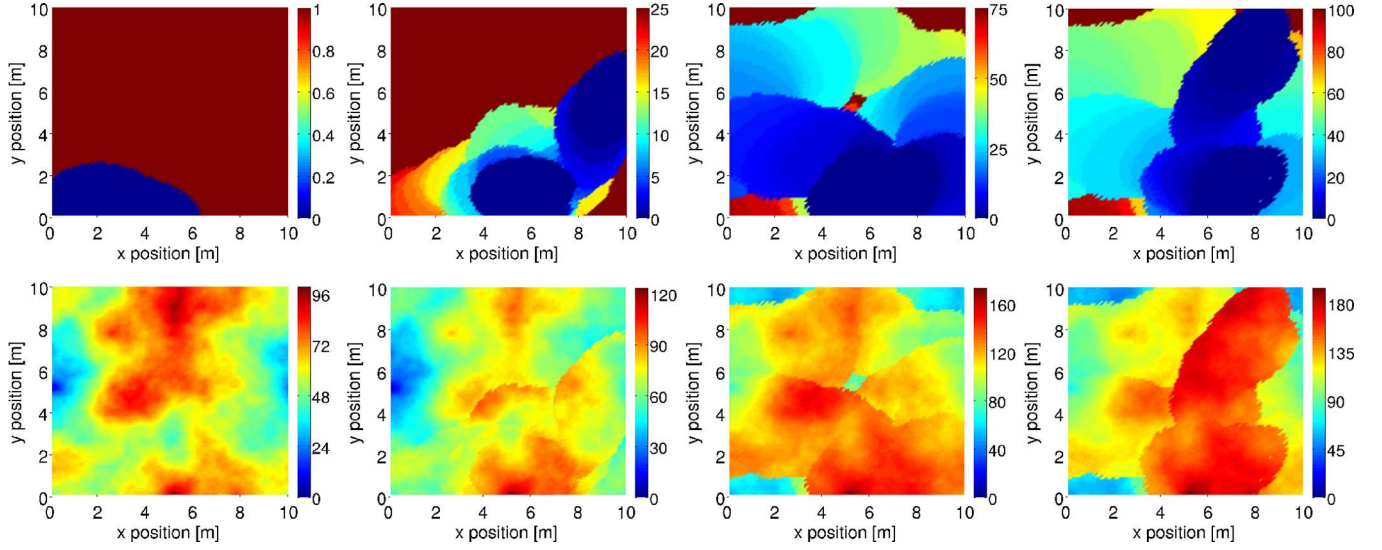 10 8 6 4 2 0
y position [m]
0 2 4 6 8 10
x position [m]
1 0.8 0.6 0.4 0.2 0
10 8 6 4 2 0
y position [m]
0 2 4 6 8 10
x position [m]
25 20 15 10 5 0
10 8 6 4 2 0
y position [m]
0 2 4 6 8 10
x position [m]
75 50 25 0
10 8 6 4 2 0
y position [m]
0 2 4 6 8 10
x position [m]
100 80 60 40 20 0
10 8 6 4 2 0
y position [m]
0 2 4 6 8 10
x position [m]
96 72 48 24 0
10 8 6 4 2 0
y position [m]
0 2 4 6 8 10
x position [m]
120 90 60 30 0
10 8 6 4 2 0
y position [m]
0 2 4 6 8 10
x position [m]
160 120 80 40 0
10 8 6 4 2 0
y position [m]
0 2 4 6 8 10
x position [m]
180 135 90 45 0